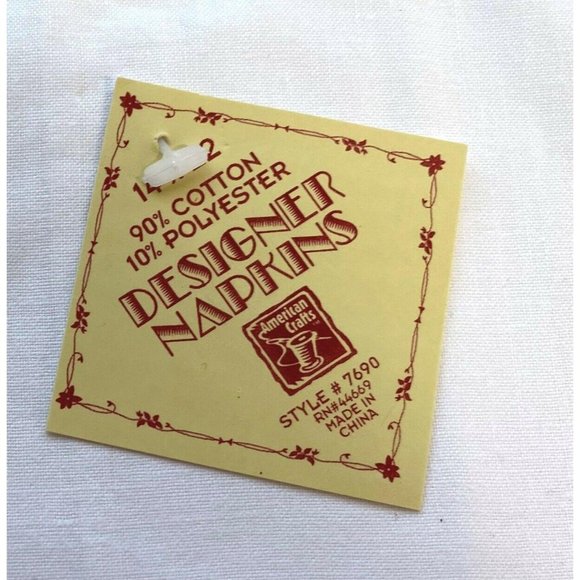 90% COTTON
10% POLYESTER
DESIGNER
NAPKINS
American
Crafts
STYLE # 7690
RN#44669
MADE IN
CHINA